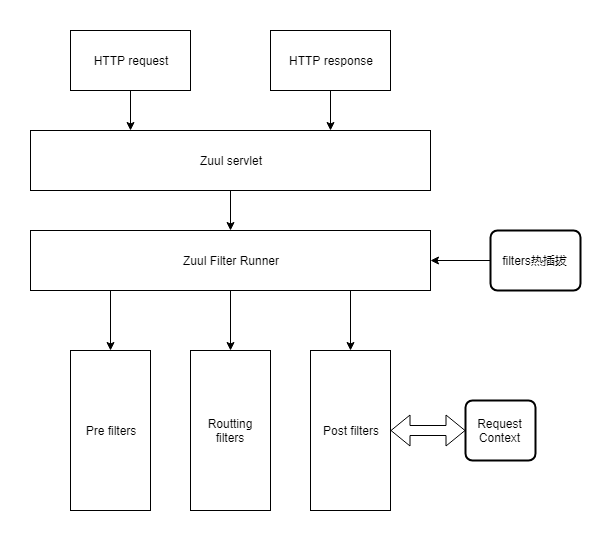 HTTP request
HTTP response
Zuul servlet
Zuul Filter Runner
filters热插拔
Pre filters
Routting
filters
Post filters
Request
Context